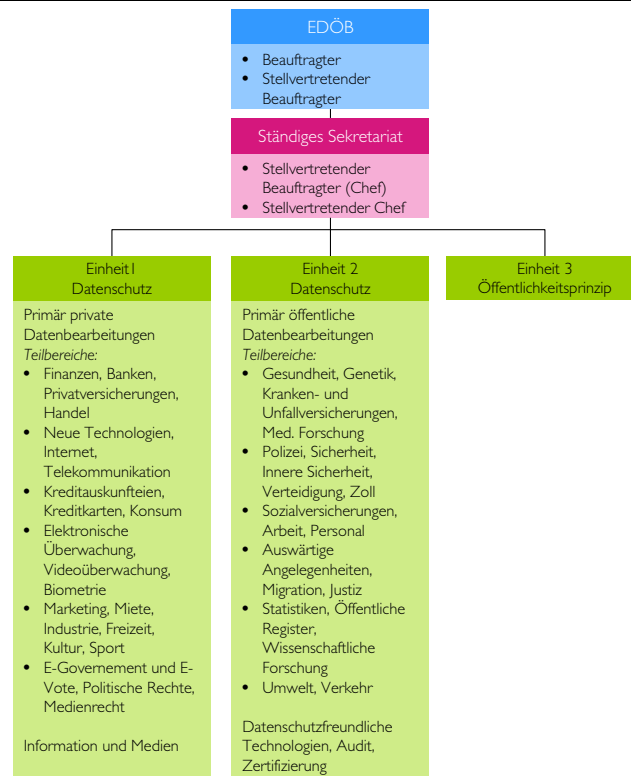 EDÖB
• Beauftragter
• Stellvertretender
Beauftragter
Ständiges Sekretariat
• Stellvertretender
Beauftragter (Chef)
• Stellvertretender Chef
Einheit1
Datenschutz
Primär private
Datenbearbeitungen
Teilbereiche:
• Finanzen, Banken,
Privatversicherungen,
Handel
• Neue Technologien,
Internet,
Telekommunikation
• Kreditauskunfteien,
Kreditkarten, Konsum
• Elektronische
Überwachung,
Videoüberwachung,
Biometrie
• Marketing, Miete,
Industrie, Freizeit,
Kultur, Sport
• E-Governement und E-
Vote, Politische Rechte,
Medienrecht
Information und Medien
Einheit 2
Datenschutz
Primär öffentliche
Datenbearbeitungen
Teilbereiche:
• Gesundheit, Genetik,
Kranken- und
Unfallversicherungen,
Med. Forschung
• Polizei, Sicherheit,
Innere Sicherheit,
Verteidigung, Zoll
• Sozialversicherungen,
Arbeit, Personal
• Auswärtige
Angelegenheiten,
Migration, Justiz
• Statistiken, Öffentliche
Register,
Wissenschaftliche
Forschung
• Umwelt, Verkehr
Datenschutzfreundliche
Technologien, Audit,
Zertifizierung
Einheit 3
Öffentlichkeitsprinzip